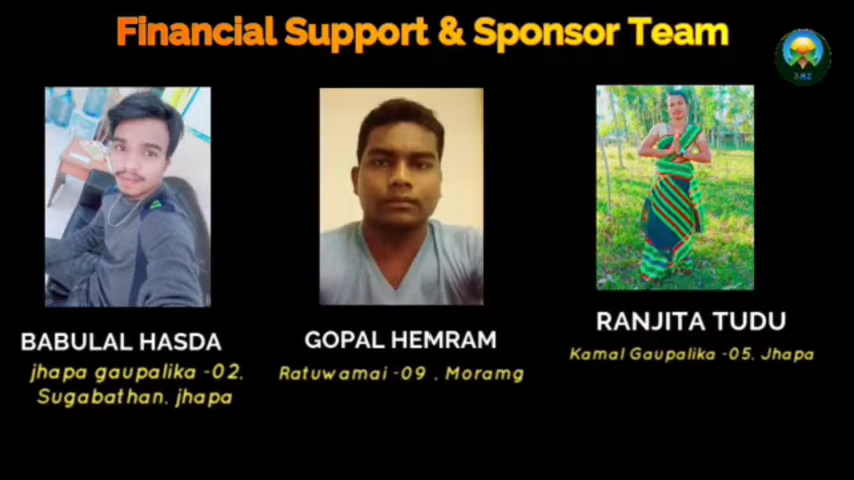 Financial Support & Sponsor Team
SME
BABULAL HASDA
jhapa gaupalika -02,
Sugabathan, jhapa
GOPAL HEMRAM
Ratuwamai -09 , Moramg
RANJITA TUDU
Kamal Gaupalika -05, Jhapa